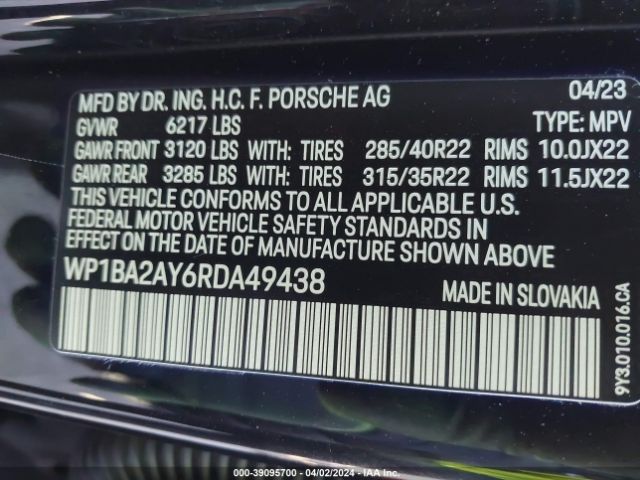 MFD BY DR. ING. H.C. F. PORSCHE AG 04/23
GVWR 6217 LBS TYPE: MPV
GAWR FRONT 3120 LBS WITH: TIRES 285/40R22 RIMS 10.0JX22
GAWR REAR 3285 LBS WITH: TIRES 315/35R22 RIMS 11.5JX22
THIS VEHICLE CONFORMS TO ALL APPLICABLE U.S.
FEDERAL MOTOR VEHICLE SAFETY STANDARDS IN
EFFECT ON THE DATE OF MANUFACTURE SHOWN ABOVE
WP1BA2AY6RDA49438 MADE IN SLOVAKIA
9Y3.010.016.CA
000-39095700 - 04/02/2024 - IAA Inc.